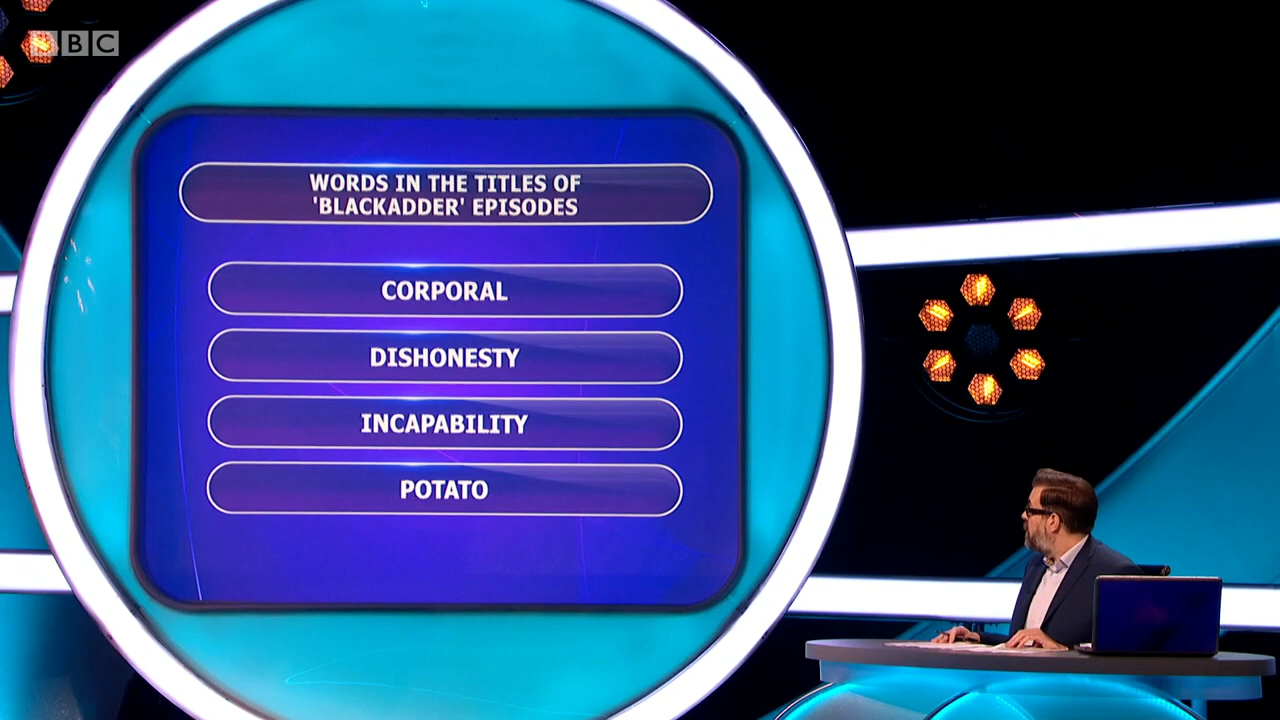 BBC
WORDS IN THE TITLES OF
'BLACKADDER' EPISODES
CORPORAL
DISHONESTY
INCAPABILITY
POTATO